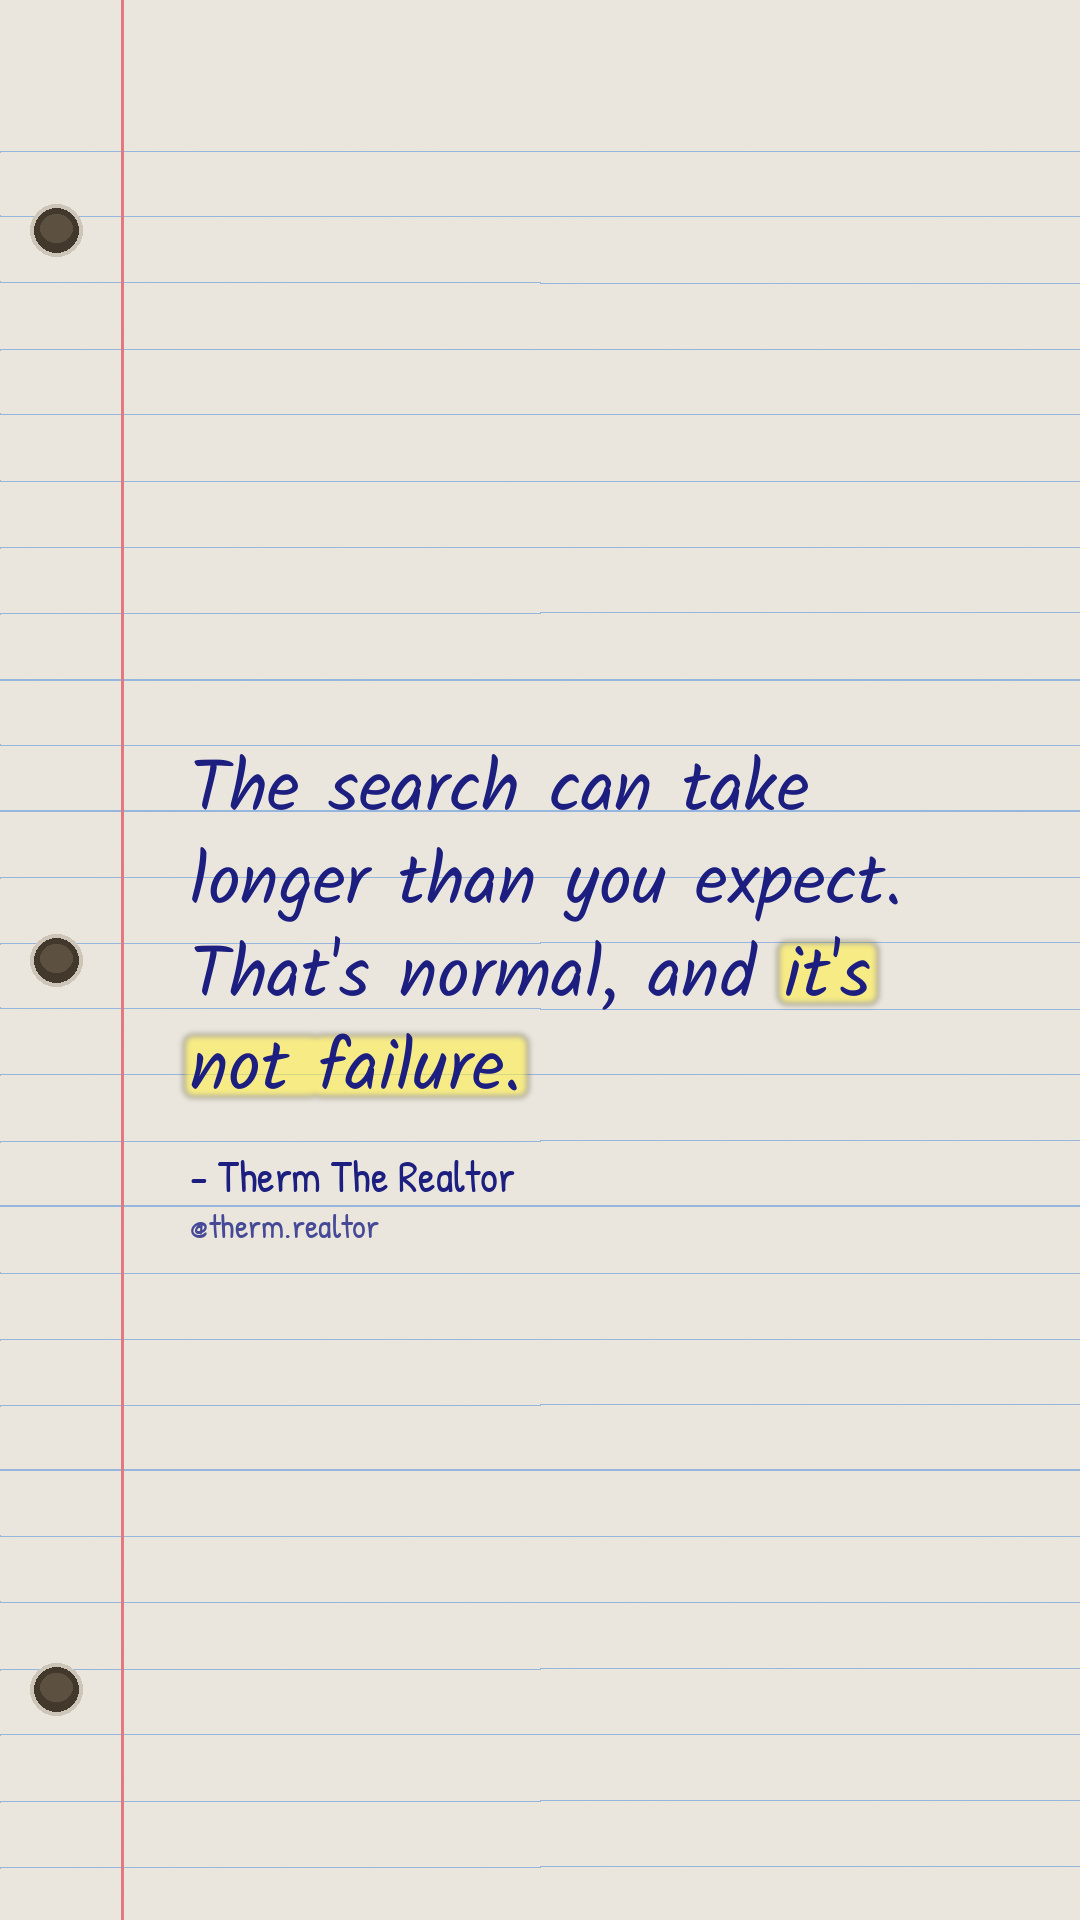 The search can take
longer than you expect.
That's normal, and it's
not failure.
- Therm The Realtor
@therm.realtor